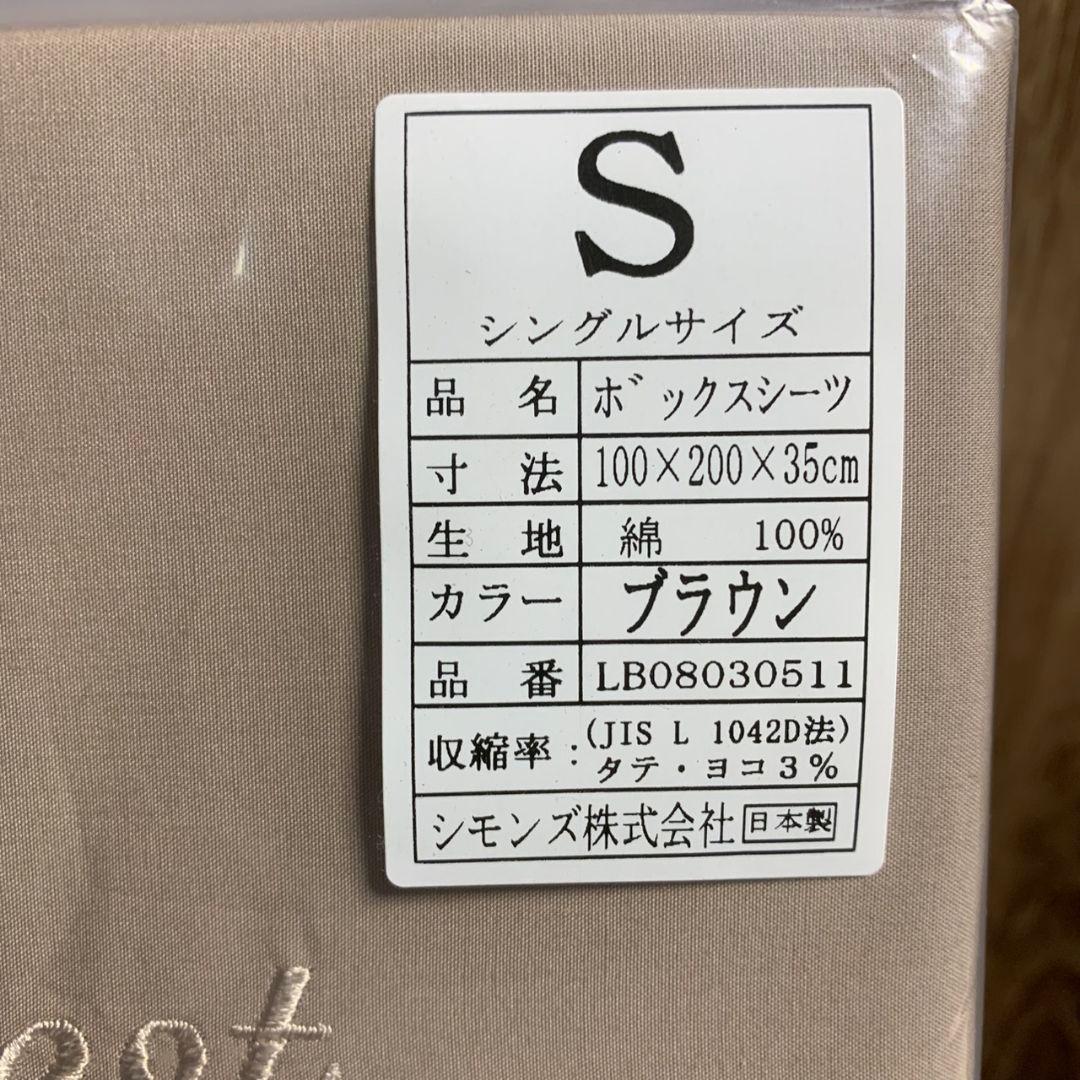 S
シングルサイズ
品名 ボックスシーツ
寸法 100×200×35cm
生地 綿 100%
カラー ブラウン
品番 LB08030511
収縮率:(JIS L 1042D法)
タテ・ヨコ3%
シモンズ株式会社 日本製